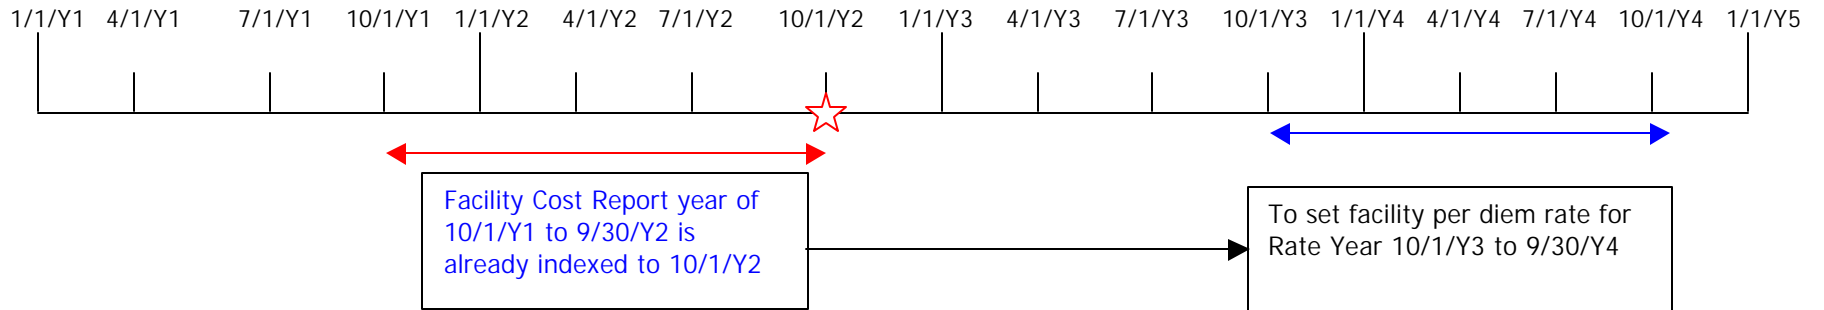 1/1/Y1 4/1/Y1 7/1/Y1 10/1/Y1 1/1/Y2 4/1/Y2 7/1/Y2 10/1/Y2 1/1/Y3 4/1/Y3 7/1/Y3 10/1/Y3 1/1/Y4 4/1/Y4 7/1/Y4 10/1/Y4 1/1/Y5
Facility Cost Report year of
10/1/Y1 to 9/30/Y2 is
already indexed to 10/1/Y2
To set facility per diem rate for
Rate Year 10/1/Y3 to 9/30/Y4